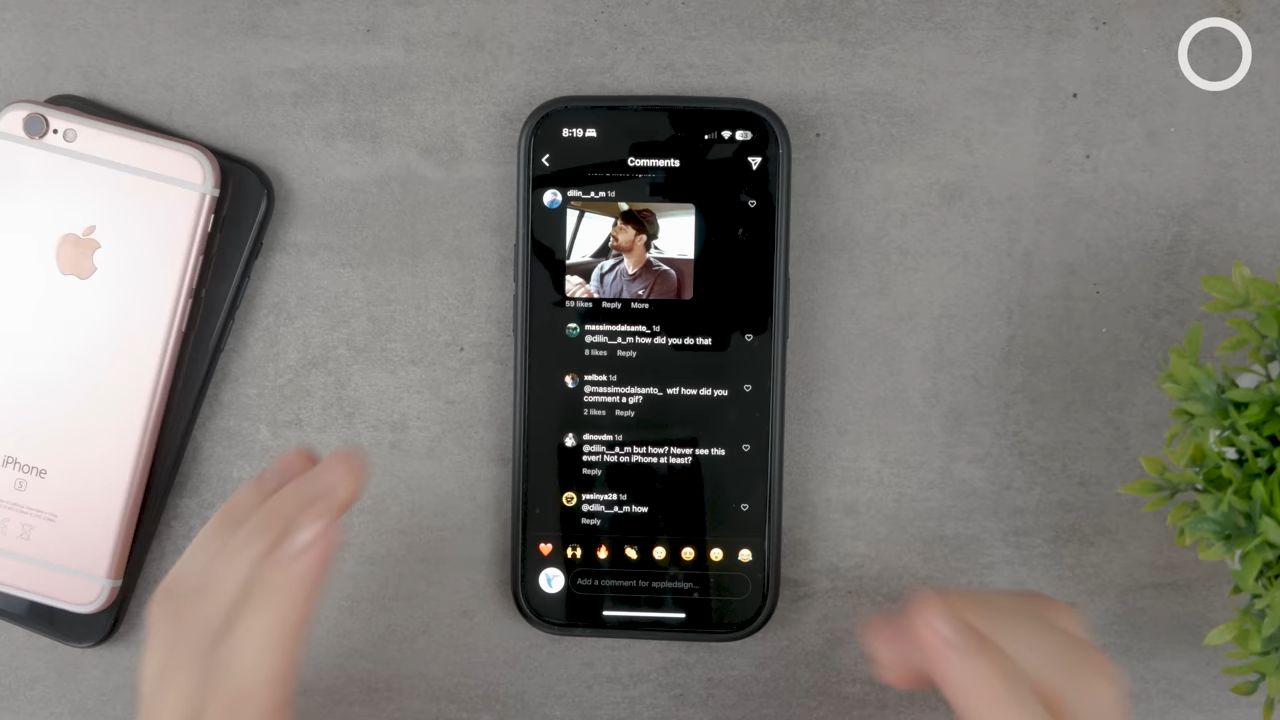 8:19
43
Comments
dilin__a_m 1d
59 likes Reply More
massimodalsanto_ 1d
@dilin__a_m how did you do that
8 likes Reply
xelbok 1d
@massimodalsanto_ wtf how did you
comment a gif?
2 likes Reply
dinovdm 1d
@dilin__a_m but how? Never see this
ever! Not on iPhone at least?
Reply
yasinya28 1d
@dilin__a_m how
Reply
Add a comment for appledsign...
iPhone
S